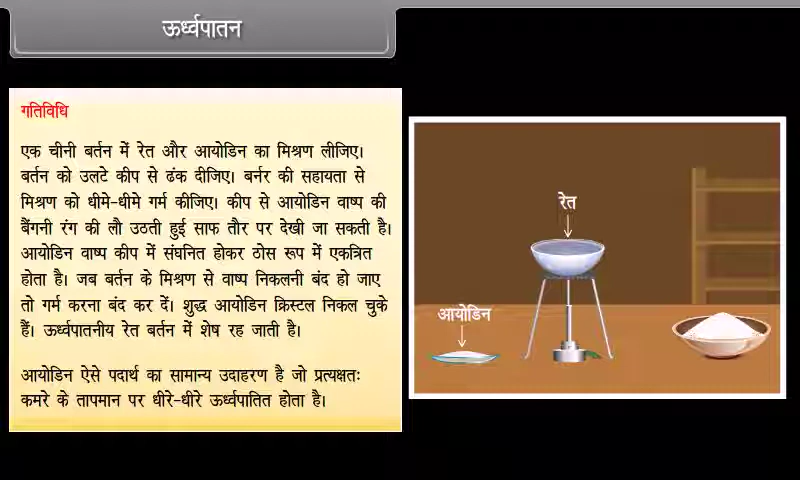 ऊर्ध्वपातन
गतिविधि
एक चीनी बर्तन में रेत और आयोडिन का मिश्रण लीजिए।
बर्तन को उलटे कीप से ढंक दीजिए। बर्नर की सहायता से
मिश्रण को धीमे-धीमे गर्म कीजिए। कीप से आयोडिन वाष्प की
बैंगनी रंग की लौ उठती हुई साफ तौर पर देखी जा सकती है।
आयोडिन वाष्प कीप में संघनित होकर ठोस रूप में एकत्रित
होता है। जब बर्तन के मिश्रण से वाष्प निकलनी बंद हो जाए
तो गर्म करना बंद कर दें। शुद्ध आयोडिन क्रिस्टल निकल चुके
हैं। ऊर्ध्वपातनीय रेत बर्तन में शेष रह जाती है।
आयोडिन ऐसे पदार्थ का सामान्य उदाहरण है जो प्रत्यक्षतः
कमरे के तापमान पर धीरे-धीरे ऊर्ध्वपातित होता है।
रेत
आयोडिन